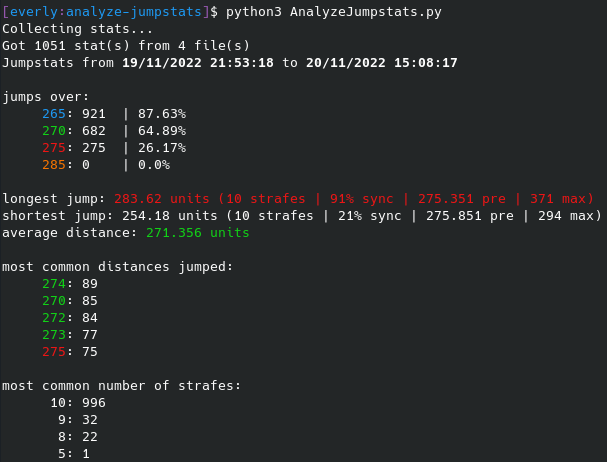 [everly:analyze-jumpstats]$ python3 AnalyzeJumpstats.py
Collecting stats...
Got 1051 stat(s) from 4 file(s)
Jumpstats from 19/11/2022 21:53:18 to 20/11/2022 15:08:17
jumps over:
265: 921 | 87.63%
270: 682 | 64.89%
275: 275 | 26.17%
285: 0 | 0.0%
longest jump: 283.62 units (10 strafes | 91% sync | 275.351 pre | 371 max)
shortest jump: 254.18 units (10 strafes | 21% sync | 275.851 pre | 294 max)
average distance: 271.356 units
most common distances jumped:
274: 89
270: 85
272: 84
273: 77
275: 75
most common number of strafes:
10: 996
9: 32
8: 22
5: 1